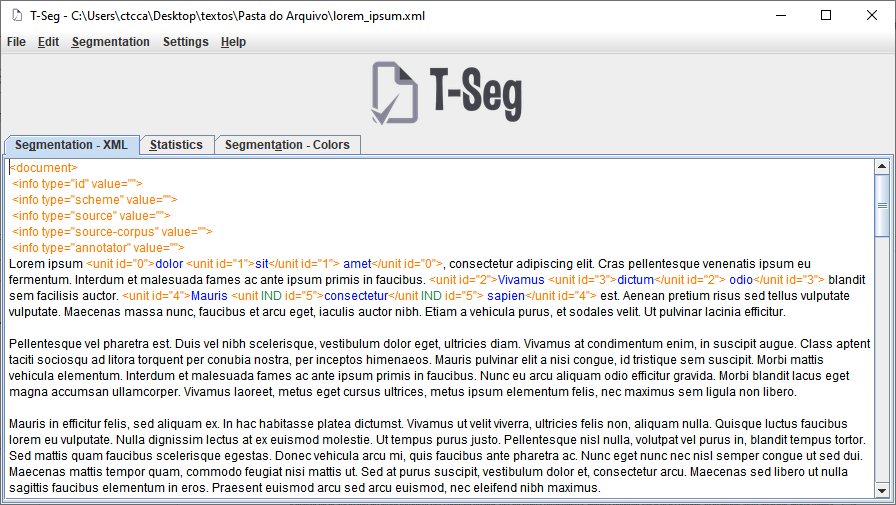 T-Seg - C:\Users\ctcca\Desktop\textos\Pasta do Arquivo\lorem_ipsum.xml
File Edit Segmentation Settings Help
T-Seg
Segmentation - XML Statistics Segmentation - Colors
<document>
<info type="id" value="">
<info type="scheme" value="">
<info type="source" value="">
<info type="source-corpus" value="">
<info type="annotator" value="">
Lorem ipsum <unit id="0">dolor <unit id="1">sit</unit id="1"> amet</unit id="0">, consectetur adipiscing elit. Cras pellentesque venenatis ipsum eu
fermentum. Interdum et malesuada fames ac ante ipsum primis in faucibus. <unit id="2">Vivamus <unit id="3">dictum</unit id="2"> odio</unit id="3"> blandit
sem facilisis auctor. <unit id="4">Mauris <unit IND id="5">consectetur</unit IND id="5"> sapien</unit id="4"> est. Aenean pretium risus sed tellus vulputate
vulputate. Maecenas massa nunc, faucibus et arcu eget, iaculis auctor nibh. Etiam a vehicula purus, et sodales velit. Ut pulvinar lacinia efficitur.
Pellentesque vel pharetra est. Duis vel nibh scelerisque, vestibulum dolor eget, ultricies diam. Vivamus at condimentum enim, in suscipit augue. Class aptent
taciti sociosqu ad litora torquent per conubia nostra, per inceptos himenaeos. Mauris pulvinar elit a nisi congue, id tristique sem suscipit. Morbi mattis
vehicula elementum. Interdum et malesuada fames ac ante ipsum primis in faucibus. Nunc eu arcu aliquam odio efficitur gravida. Morbi blandit lacus eget
magna accumsan ullamcorper. Vivamus laoreet, metus eget cursus ultrices, metus ipsum elementum felis, nec maximus sem ligula non libero.
Mauris in efficitur felis, sed aliquam ex. In hac habitasse platea dictumst. Vivamus ut velit viverra, ultricies felis non, aliquam nulla. Quisque luctus faucibus
lorem eu vulputate. Nulla dignissim lectus at ex euismod molestie. Ut tempus purus justo. Pellentesque nisl nulla, volutpat vel purus in, blandit tempus tortor.
Sed mattis quam faucibus scelerisque egestas. Donec vehicula arcu mi, quis faucibus ante pharetra ac. Nunc eget nunc nec nisl semper congue ut sed dui.
Maecenas mattis tempor quam, commodo feugiat nisi mattis ut. Sed at purus suscipit, vestibulum dolor et, consectetur arcu. Maecenas sed libero ut nulla
sagittis faucibus elementum in eros. Praesent euismod arcu sed arcu euismod, nec eleifend nibh maximus.